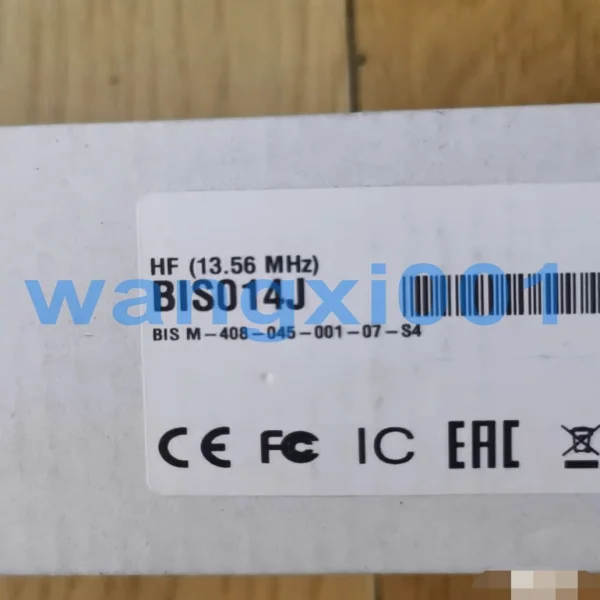 HF (13.56 MHz)
BIS014J
wangxi001
BIS M-408-045-001-07-S4
CE FC IC EAC